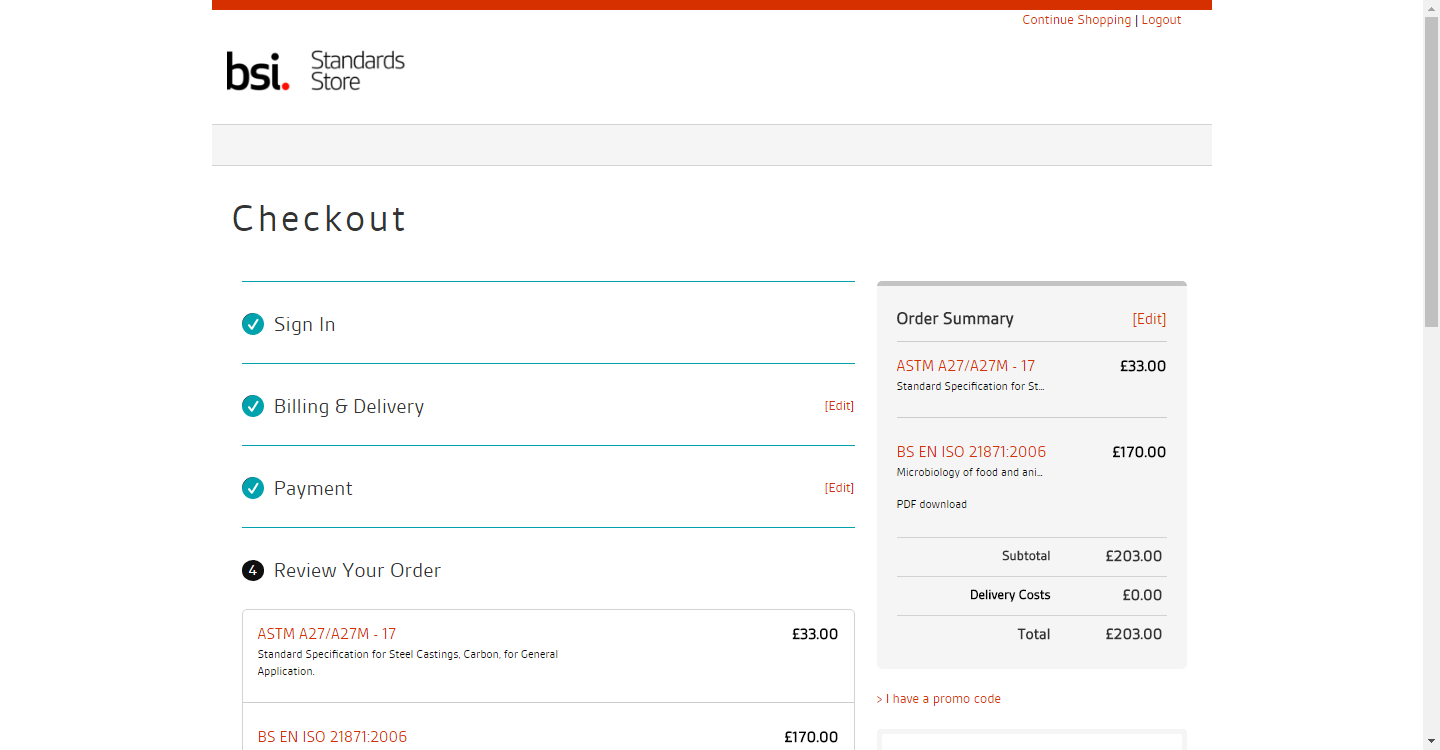 Continue Shopping | Logout
bsi. Standards
Store
Checkout
Sign In
Billing & Delivery [Edit]
Payment [Edit]
4 Review Your Order
ASTM A27/A27M - 17 £33.00
Standard Specification for Steel Castings, Carbon, for General
Application.
BS EN ISO 21871:2006 £170.00
Order Summary [Edit]
ASTM A27/A27M - 17 £33.00
Standard Specification for St...
BS EN ISO 21871:2006 £170.00
Microbiology of food and ani...
PDF download
Subtotal £203.00
Delivery Costs £0.00
Total £203.00
> I have a promo code